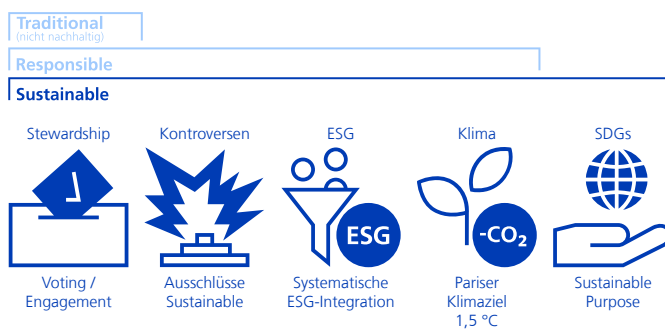 Traditional
(nicht nachhaltig)
Responsible
Sustainable
Stewardship
Kontroversen
ESG
Klima
SDGs
ESG
-CO₂
Voting /
Engagement
Ausschlüsse
Sustainable
Systematische
ESG-Integration
Pariser
Klimaziel
1,5 °C
Sustainable
Purpose